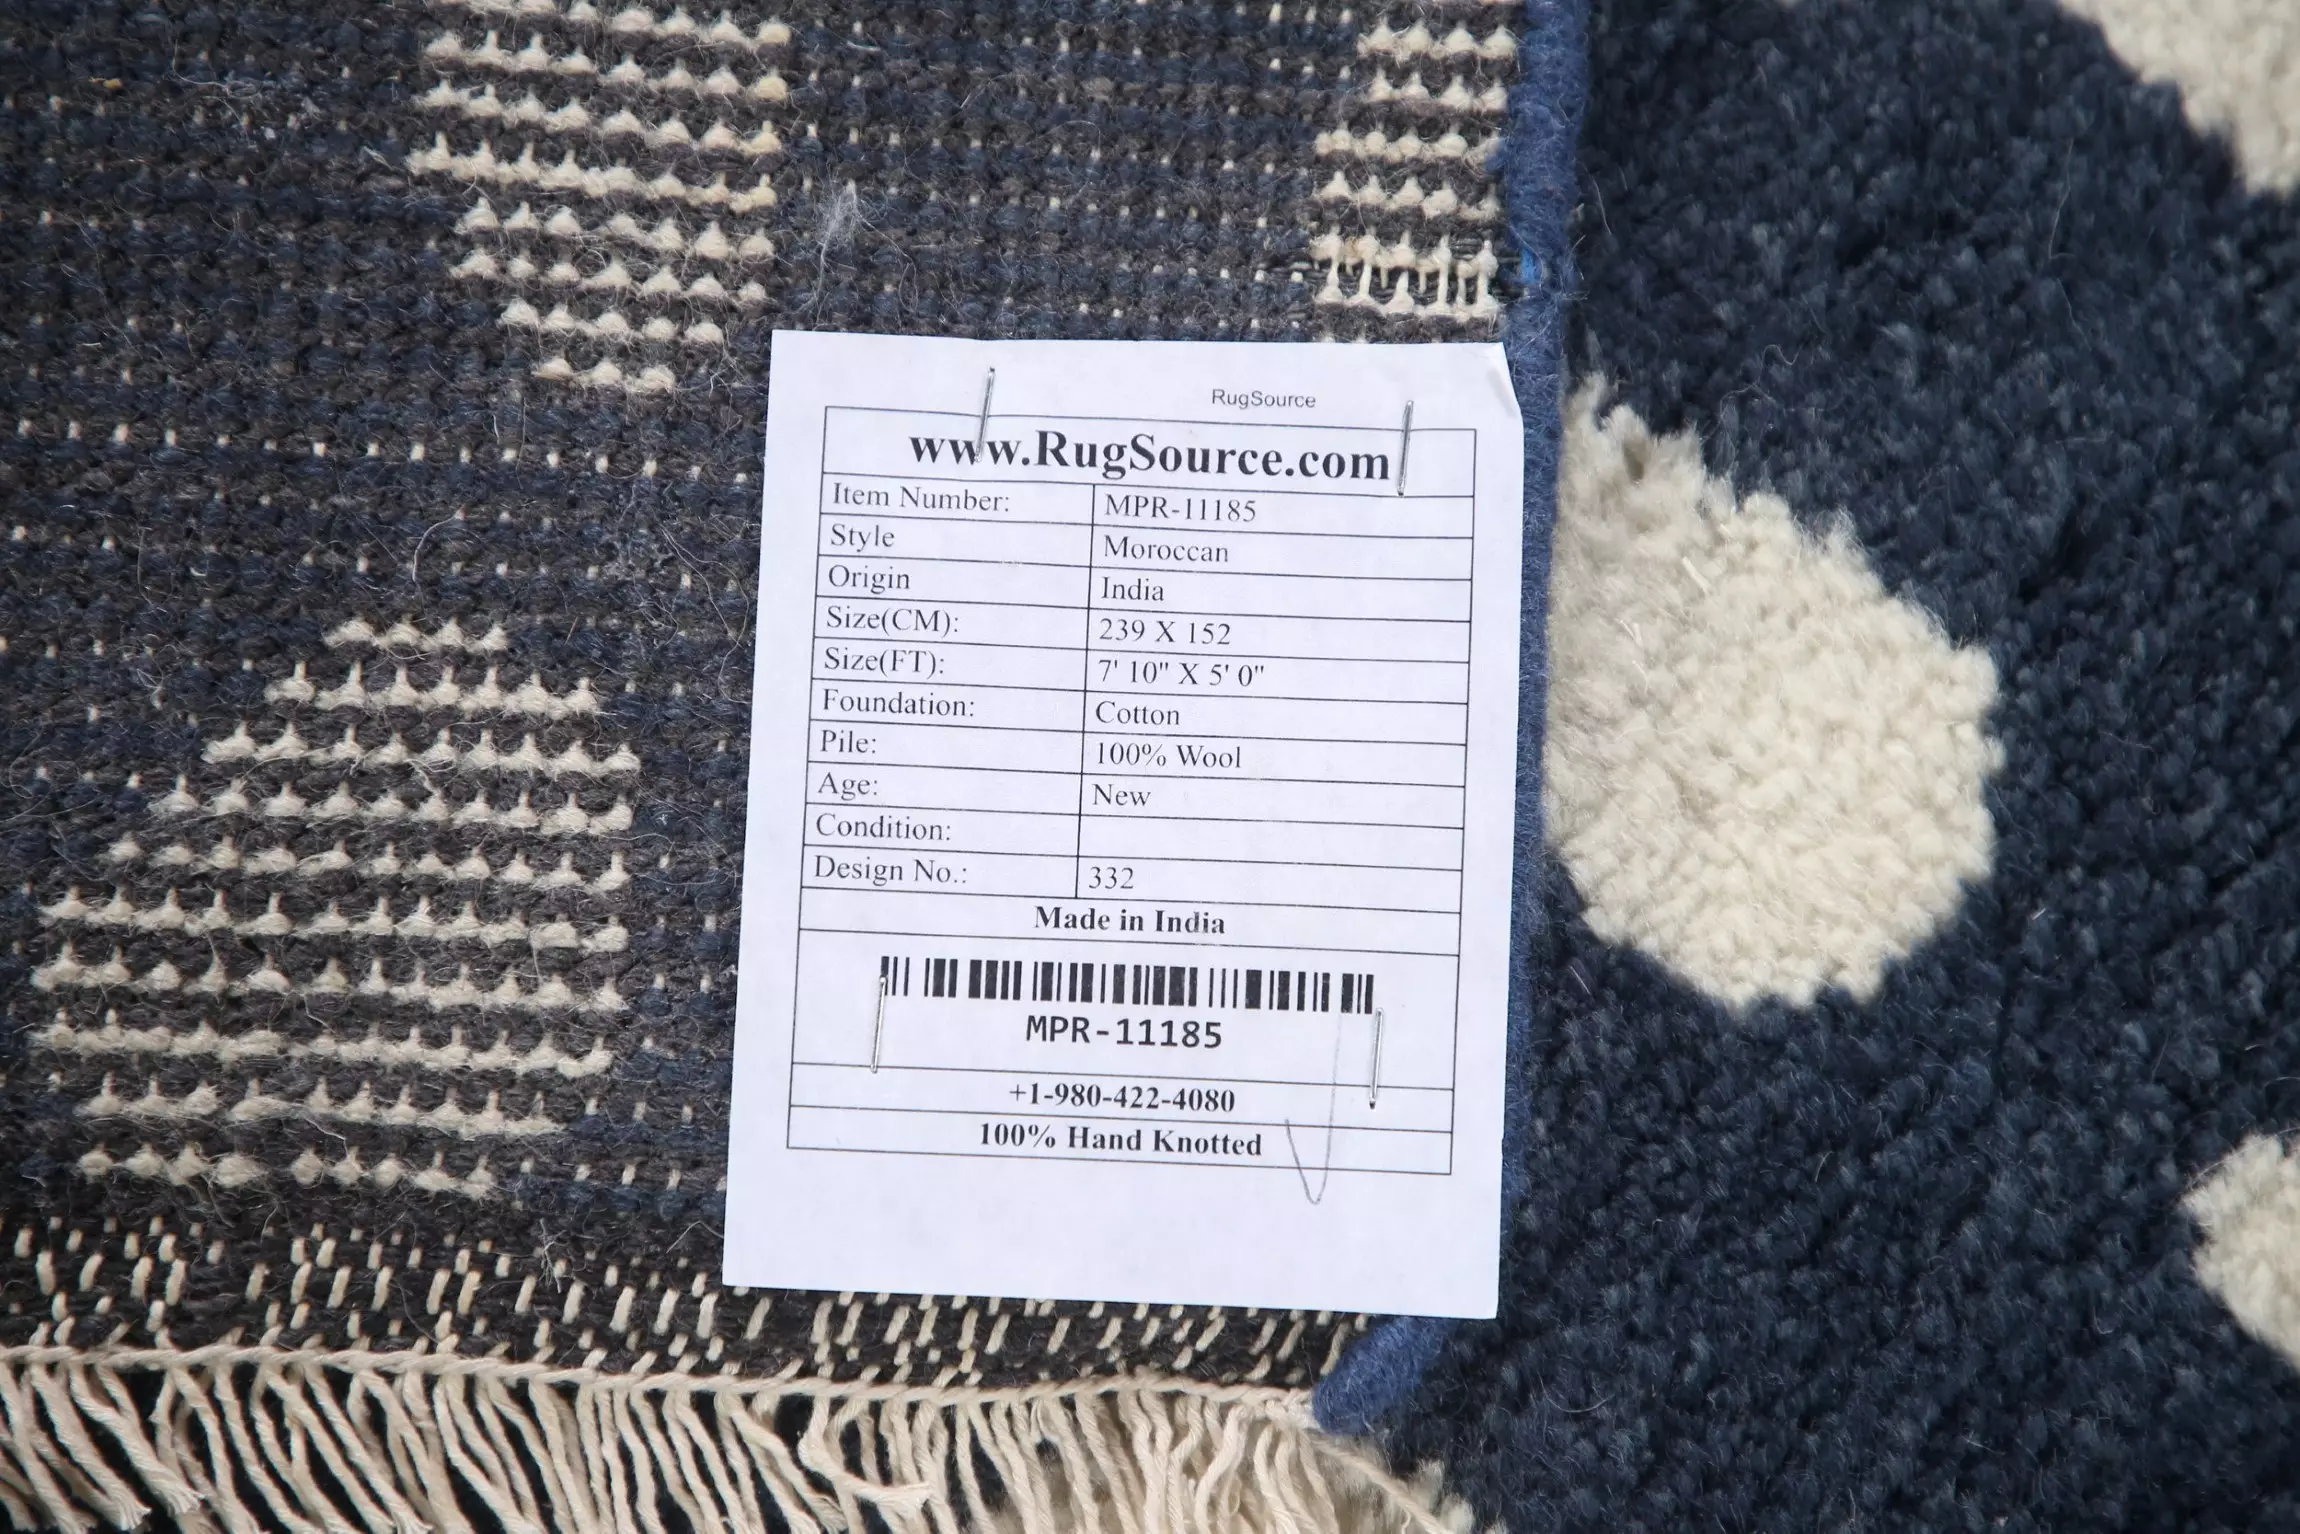 RugSource
www.RugSource.com
Item Number: MPR-11185
Style Moroccan
Origin India
Size(CM): 239 X 152
Size(FT): 7' 10" X 5' 0"
Foundation: Cotton
Pile: 100% Wool
Age: New
Condition:
Design No.: 332
Made in India
MPR-11185
+1-980-422-4080
100% Hand Knotted